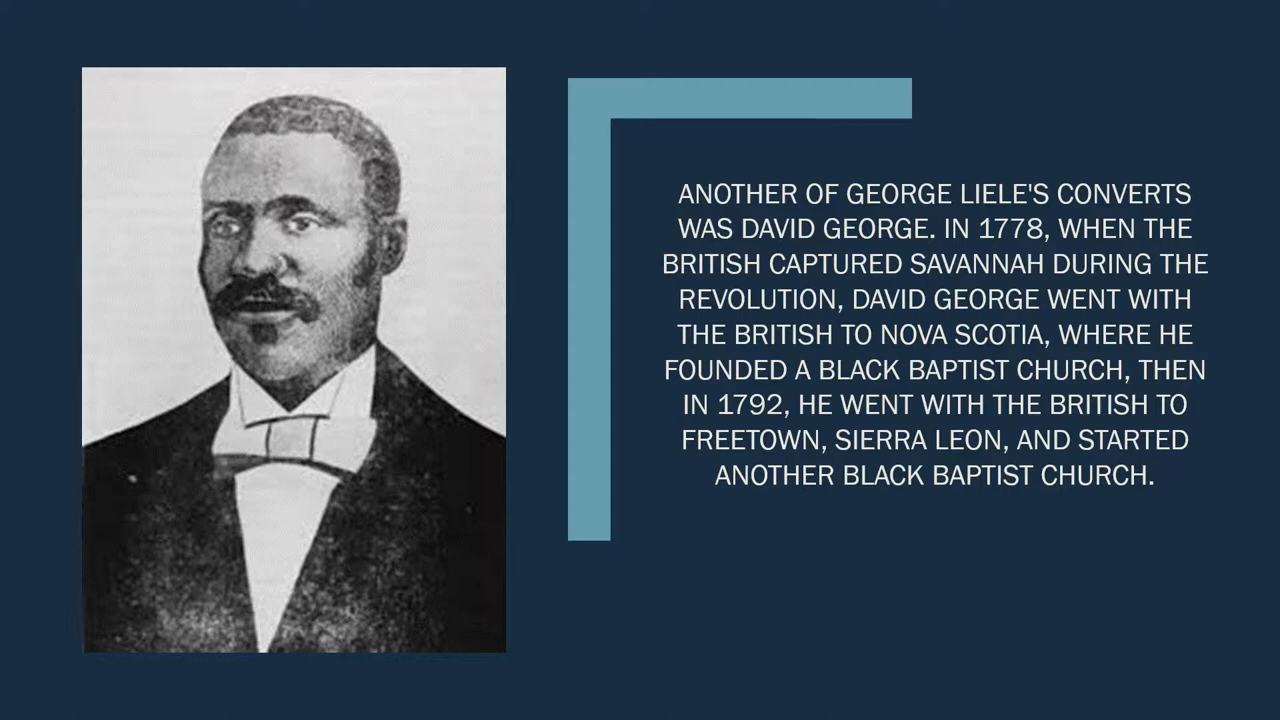 ANOTHER OF GEORGE LIELE'S CONVERTS
WAS DAVID GEORGE. IN 1778, WHEN THE
BRITISH CAPTURED SAVANNAH DURING THE
REVOLUTION, DAVID GEORGE WENT WITH
THE BRITISH TO NOVA SCOTIA, WHERE HE
FOUNDED A BLACK BAPTIST CHURCH, THEN
IN 1792, HE WENT WITH THE BRITISH TO
FREETOWN, SIERRA LEON, AND STARTED
ANOTHER BLACK BAPTIST CHURCH.